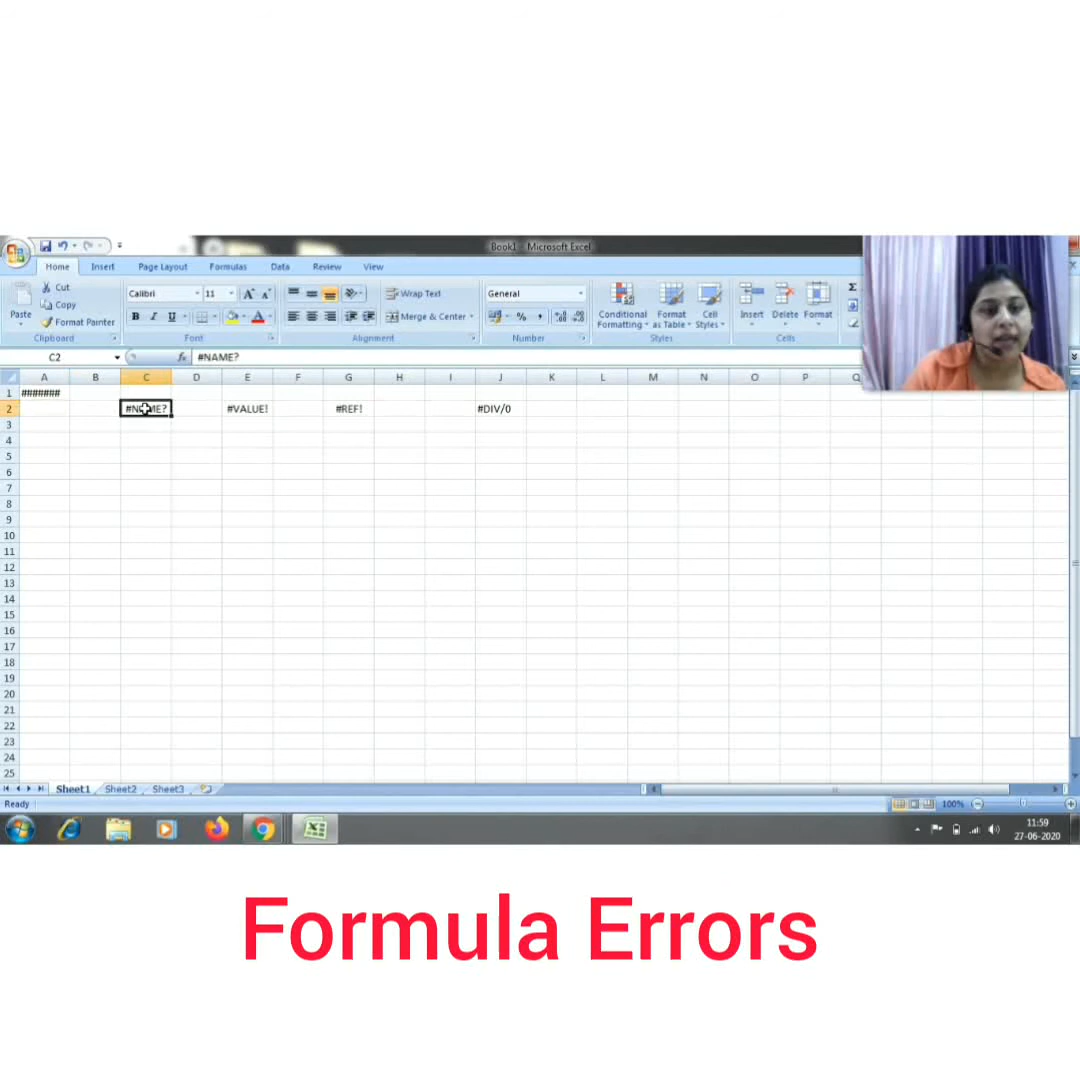 Book1 - Microsoft Excel
Home Insert Page Layout Formulas Data Review View
Paste
Cut
Copy
Format Painter
Clipboard
Calibri 11 A A
B I U A
Font
Wrap Text
Merge & Center
Alignment
General
% ,
Number
Conditional Formatting
Format as Table
Cell Styles
Styles
Insert Delete Format
Cells
Σ
C2 fx #NAME?
A B C D E F G H I J K L M N O P Q
1 #######
2 #NAME? #VALUE! #REF! #DIV/0
3
4
5
6
7
8
9
10
11
12
13
14
15
16
17
18
19
20
21
22
23
24
25
Sheet1 Sheet2 Sheet3
Ready 100%
11:59
27-06-2020
Formula Errors